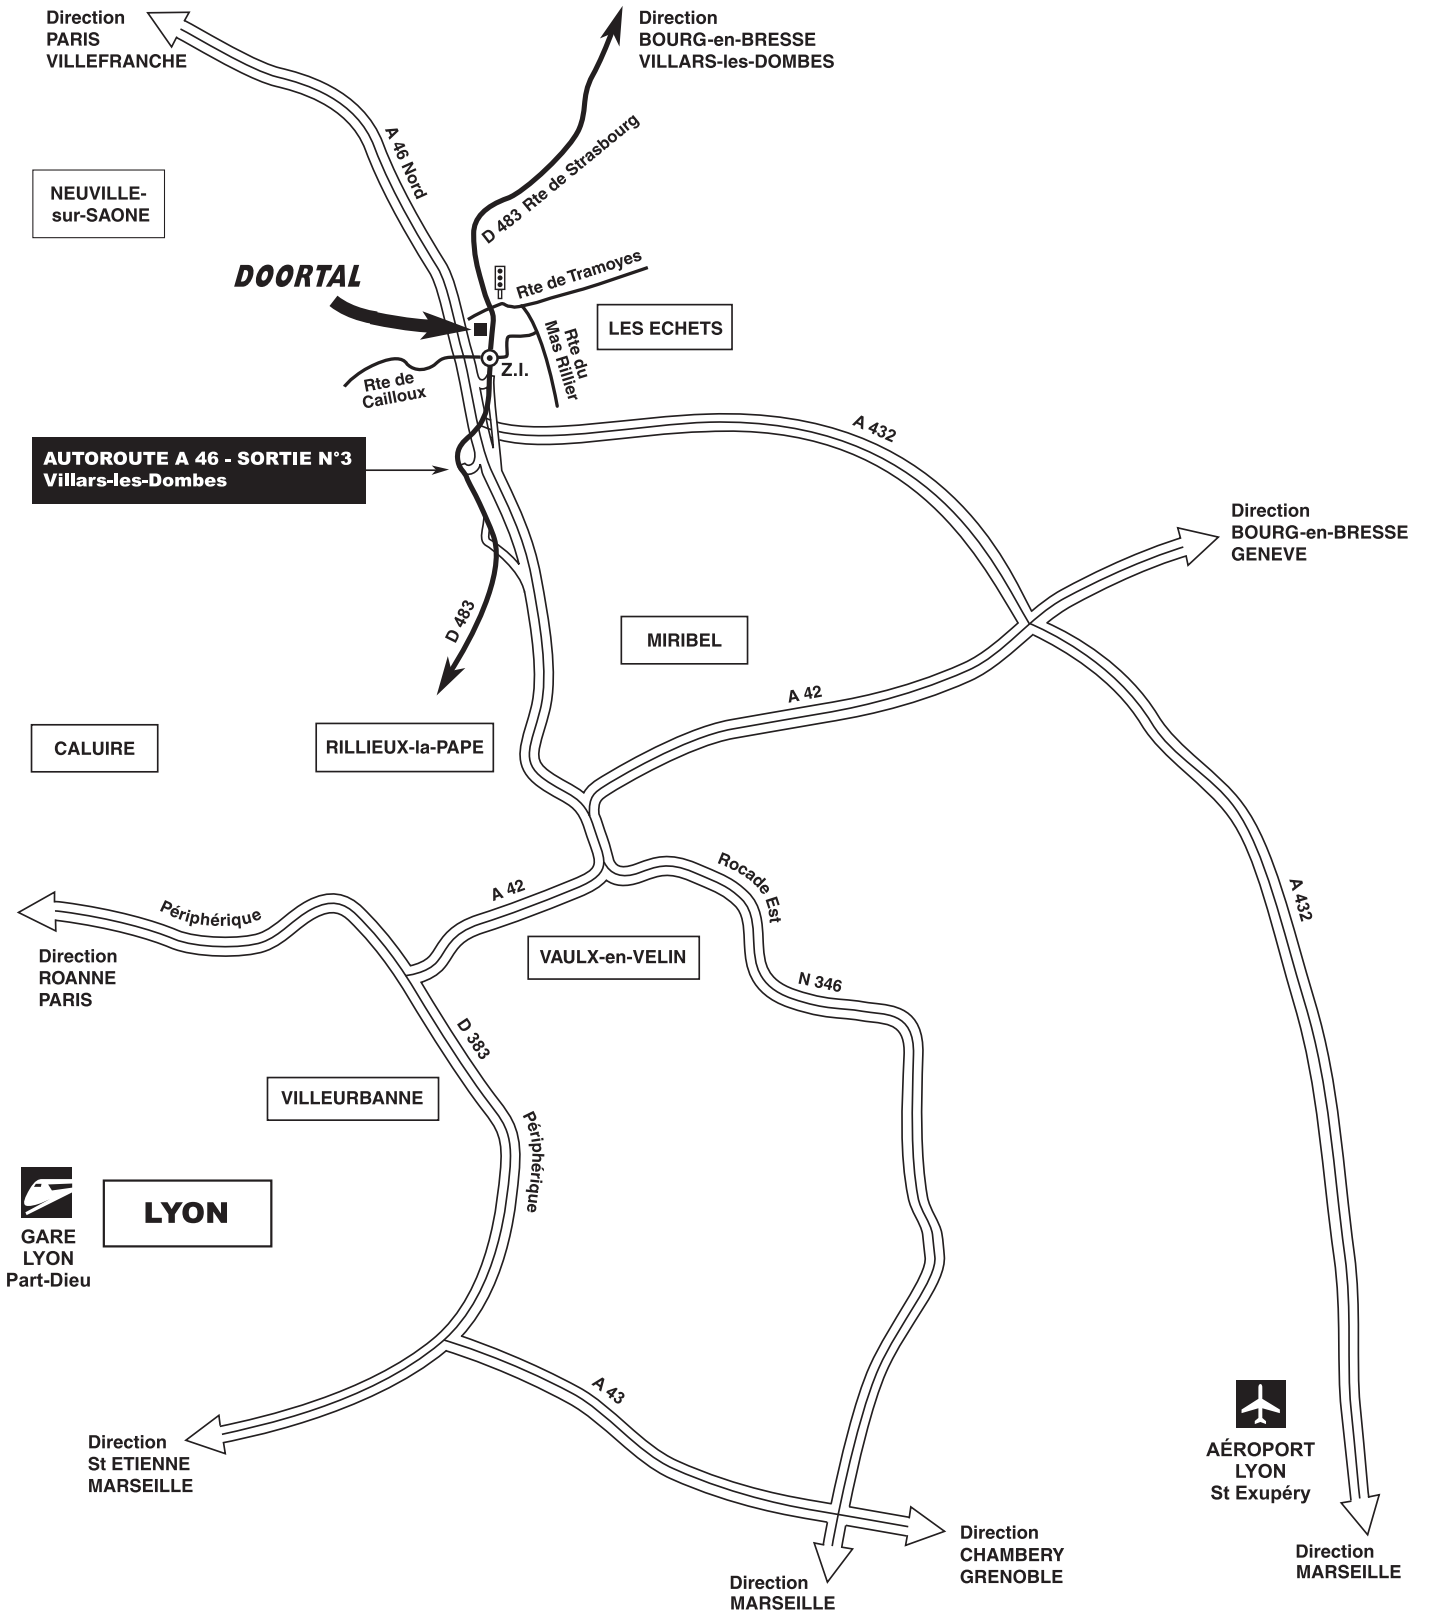 Direction
PARIS
VILLEFRANCHE
Direction
BOURG-en-BRESSE
VILLARS-les-DOMBES
A 46 Nord
D 483 Rte de Strasbourg
NEUVILLE-
sur-SAONE
DOORTAL
Rte de Tramoyes
LES ECHETS
Rte du
Mas Rillier
Z.I.
Rte de
Cailloux
A 432
AUTOROUTE A 46 - SORTIE N°3
Villars-les-Dombes
Direction
BOURG-en-BRESSE
GENEVE
D 483
MIRIBEL
A 42
CALUIRE
RILLIEUX-la-PAPE
Rocade Est
A 42
Périphérique
A 432
Direction
ROANNE
PARIS
VAULX-en-VELIN
N 346
D 383
VILLEURBANNE
Périphérique
LYON
GARE
LYON
Part-Dieu
A 43
Direction
St ETIENNE
MARSEILLE
AÉROPORT
LYON
St Exupéry
Direction
CHAMBERY
GRENOBLE
Direction
MARSEILLE
Direction
MARSEILLE